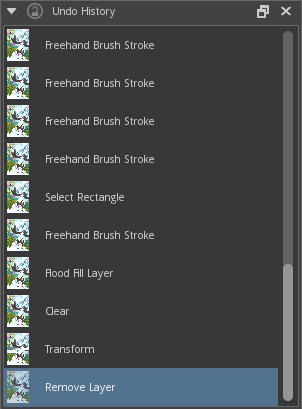 Undo History
Freehand Brush Stroke
Freehand Brush Stroke
Freehand Brush Stroke
Freehand Brush Stroke
Select Rectangle
Freehand Brush Stroke
Flood Fill Layer
Clear
Transform
Remove Layer